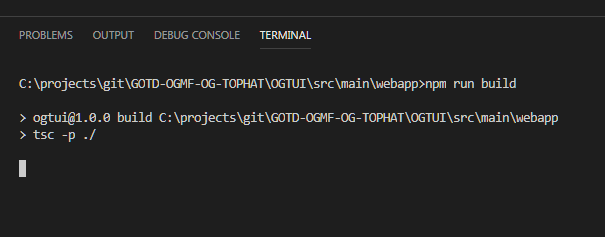 PROBLEMS OUTPUT DEBUG CONSOLE TERMINAL
C:\projects\git\GOTD-OGMF-OG-TOPHAT\OGTUI\src\main\webapp>npm run build
> ogtui@1.0.0 build C:\projects\git\GOTD-OGMF-OG-TOPHAT\OGTUI\src\main\webapp
> tsc -p ./